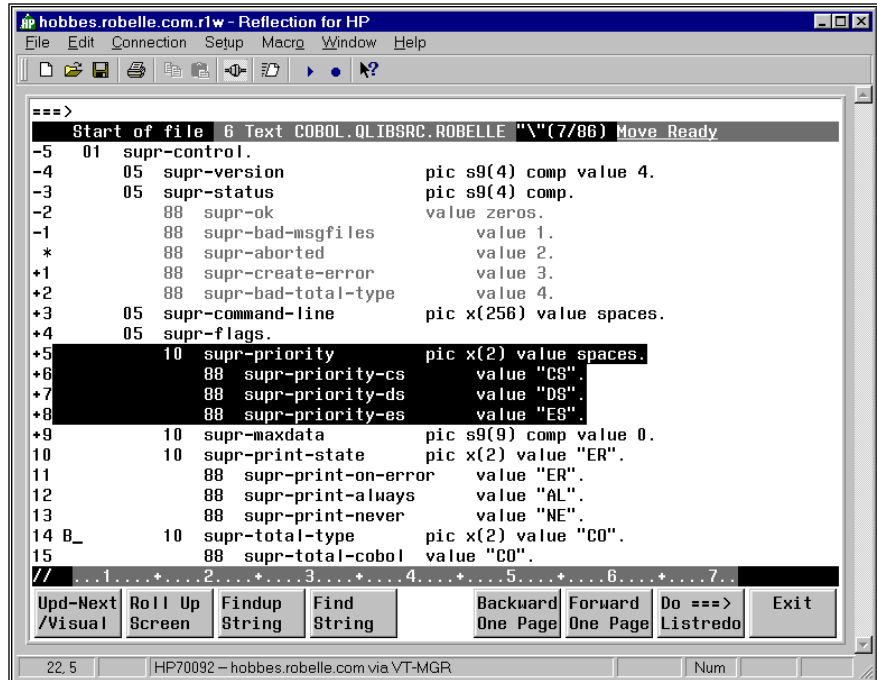 hobbes.robelle.com.r1w - Reflection for HP
File Edit Connection Setup Macro Window Help
===>
Start of file 6 Text COBOL.QLIBSRC.ROBELLE "\"(7/86) Move Ready
-5 01 supr-control.
-4 05 supr-version pic s9(4) comp value 4.
-3 05 supr-status pic s9(4) comp.
-2 88 supr-ok value zeros.
-1 88 supr-bad-msgfiles value 1.
* 88 supr-aborted value 2.
+1 88 supr-create-error value 3.
+2 88 supr-bad-total-type value 4.
+3 05 supr-command-line pic x(256) value spaces.
+4 05 supr-flags.
+5 10 supr-priority pic x(2) value spaces.
+6 88 supr-priority-cs value "CS".
+7 88 supr-priority-ds value "DS".
+8 88 supr-priority-es value "ES".
+9 10 supr-maxdata pic s9(9) comp value 0.
10 10 supr-print-state pic x(2) value "ER".
11 88 supr-print-on-error value "ER".
12 88 supr-print-always value "AL".
13 88 supr-print-never value "NE".
14 B_ 10 supr-total-type pic x(2) value "CO".
15 88 supr-total-cobol value "CO".
// ...1....+....2....+....3....+....4....+....5....+....6....+....7..
Upd-Next Roll Up Findup Find Backward Forward Do ===> Exit
/Visual Screen String String One Page One Page Listredo
22, 5 HP70092 – hobbes.robelle.com via VT-MGR Num